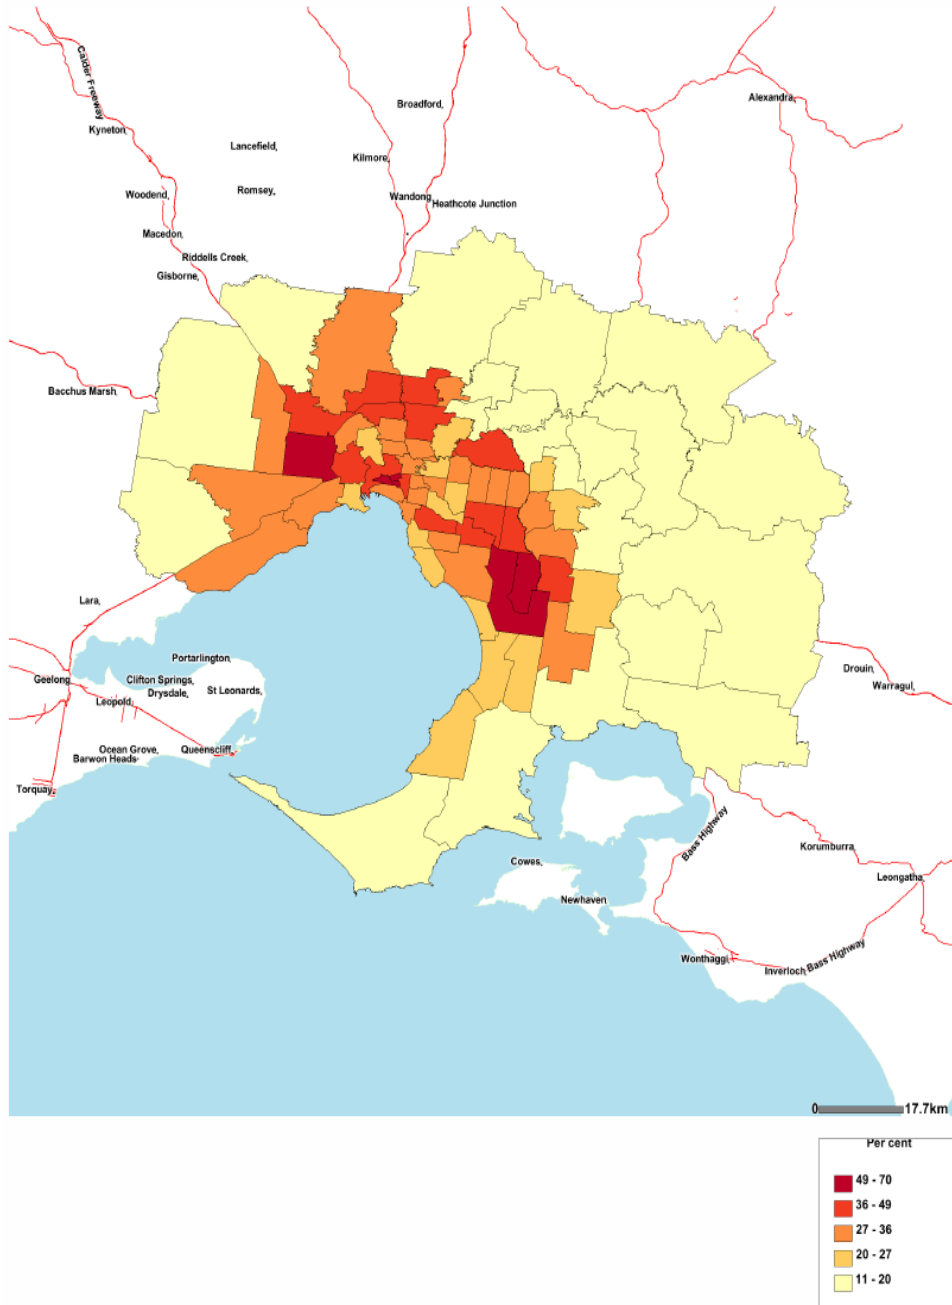 Calder Freeway
Broadford
Alexandra
Kyneton
Lancefield
Kilmore
Woodend
Romsey
Wandong
Heathcote Junction
Macedon
Riddells Creek
Gisborne
Bacchus Marsh
Lara
Portarlington
Geelong
Clifton Springs
Drysdale
St Leonards
Leopold
Drouin
Warragul
Ocean Grove
Queenscliff
Barwon Heads
Torquay
Bass Highway
Korumburra
Cowes
Leongatha
Newhaven
Wonthaggi
Inverloch
Bass Highway
0 17.7km
Per cent
49 - 70
36 - 49
27 - 36
20 - 27
11 - 20